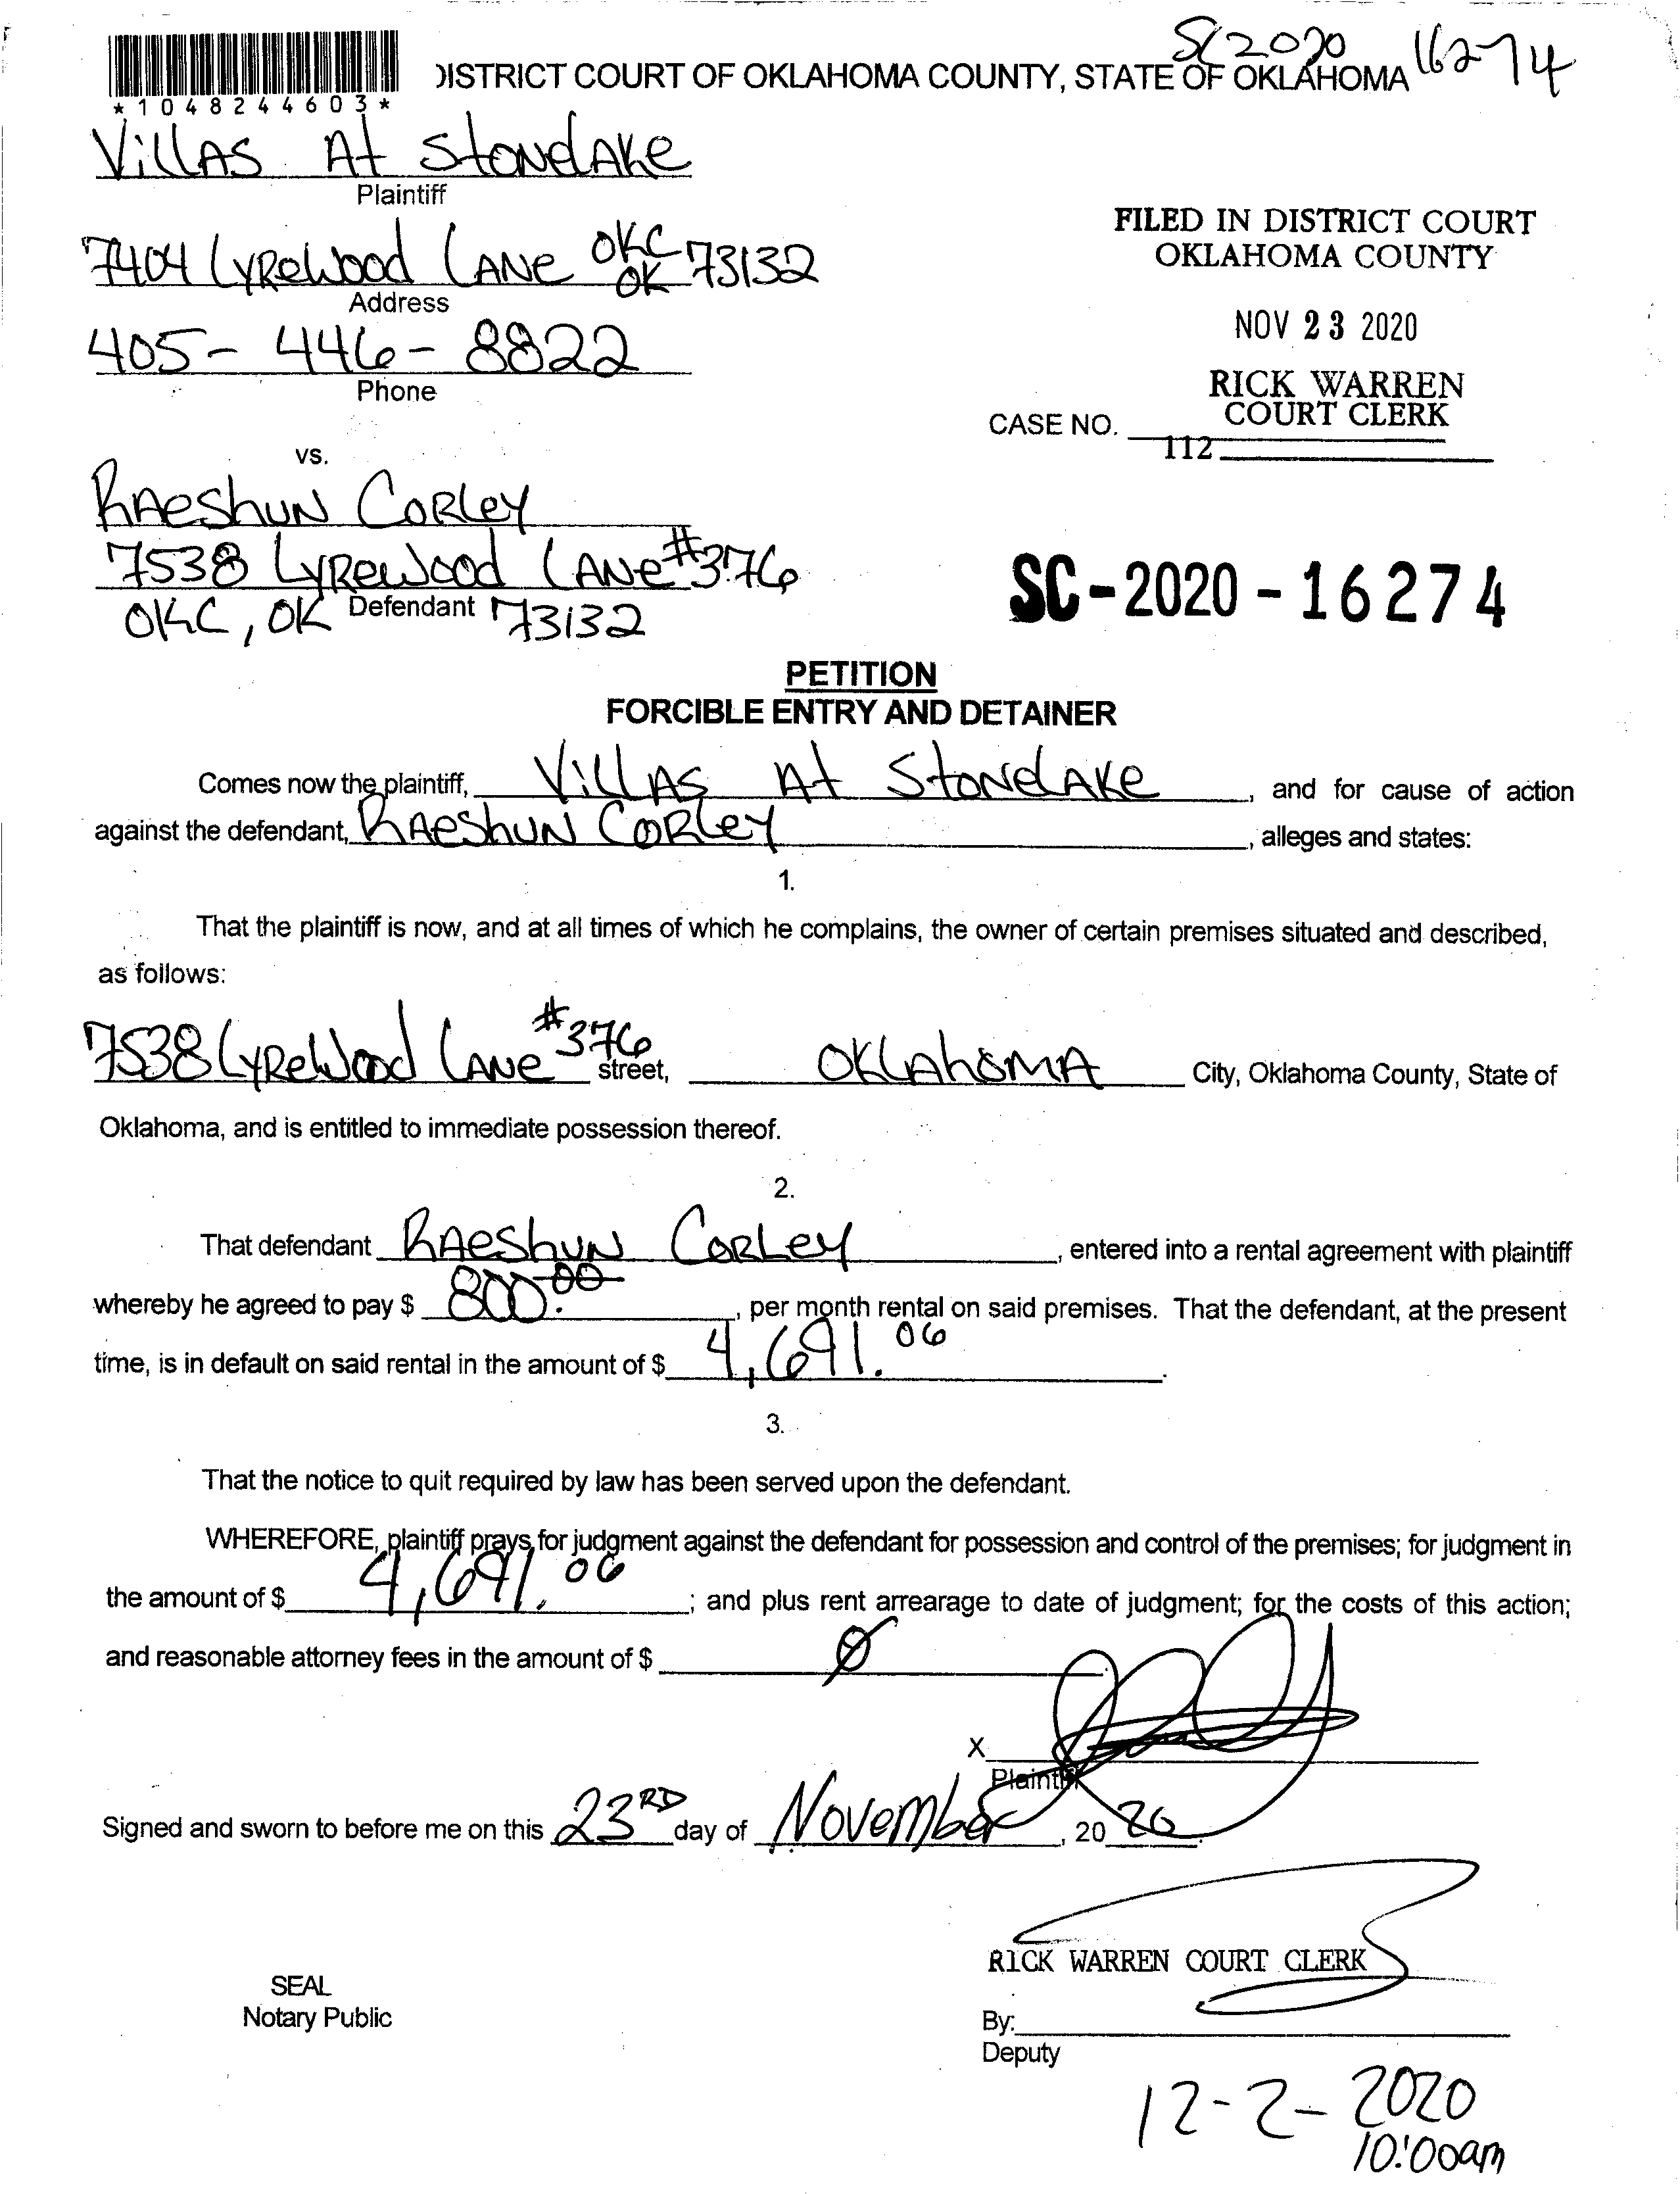 SC2020 16274
*1048244603*
DISTRICT COURT OF OKLAHOMA COUNTY, STATE OF OKLAHOMA
Villas At Stonelake
Plaintiff
7404 Lyrewood Lane OKC OK 73132
Address
405-446-8822
Phone
FILED IN DISTRICT COURT
OKLAHOMA COUNTY
NOV 23 2020
RICK WARREN
COURT CLERK
CASE NO.
112
vs.
Raeshun Corley
7538 Lyrewood Lane #376
OKC, OK 73132
Defendant
SC-2020-16274
PETITION
FORCIBLE ENTRY AND DETAINER
Comes now the plaintiff, Villas At Stonelake, and for cause of action
against the defendant, Raeshun Corley, alleges and states:
1.
That the plaintiff is now, and at all times of which he complains, the owner of certain premises situated and described,
as follows:
7538 Lyrewood Lane #376 street, Oklahoma City, Oklahoma County, State of
Oklahoma, and is entitled to immediate possession thereof.
2.
That defendant Raeshun Corley, entered into a rental agreement with plaintiff
whereby he agreed to pay $ 800.00, per month rental on said premises. That the defendant, at the present
time, is in default on said rental in the amount of $ 4,691.06.
3.
That the notice to quit required by law has been served upon the defendant.
WHEREFORE, plaintiff prays for judgment against the defendant for possession and control of the premises; for judgment in
the amount of $ 4,691.06; and plus rent arrearage to date of judgment; for the costs of this action;
and reasonable attorney fees in the amount of $ 0.
X
Plaintiff
Signed and sworn to before me on this 23RD day of November, 2020.
RICK WARREN COURT CLERK
SEAL
Notary Public
By:
Deputy
12-2-2020
10:00am